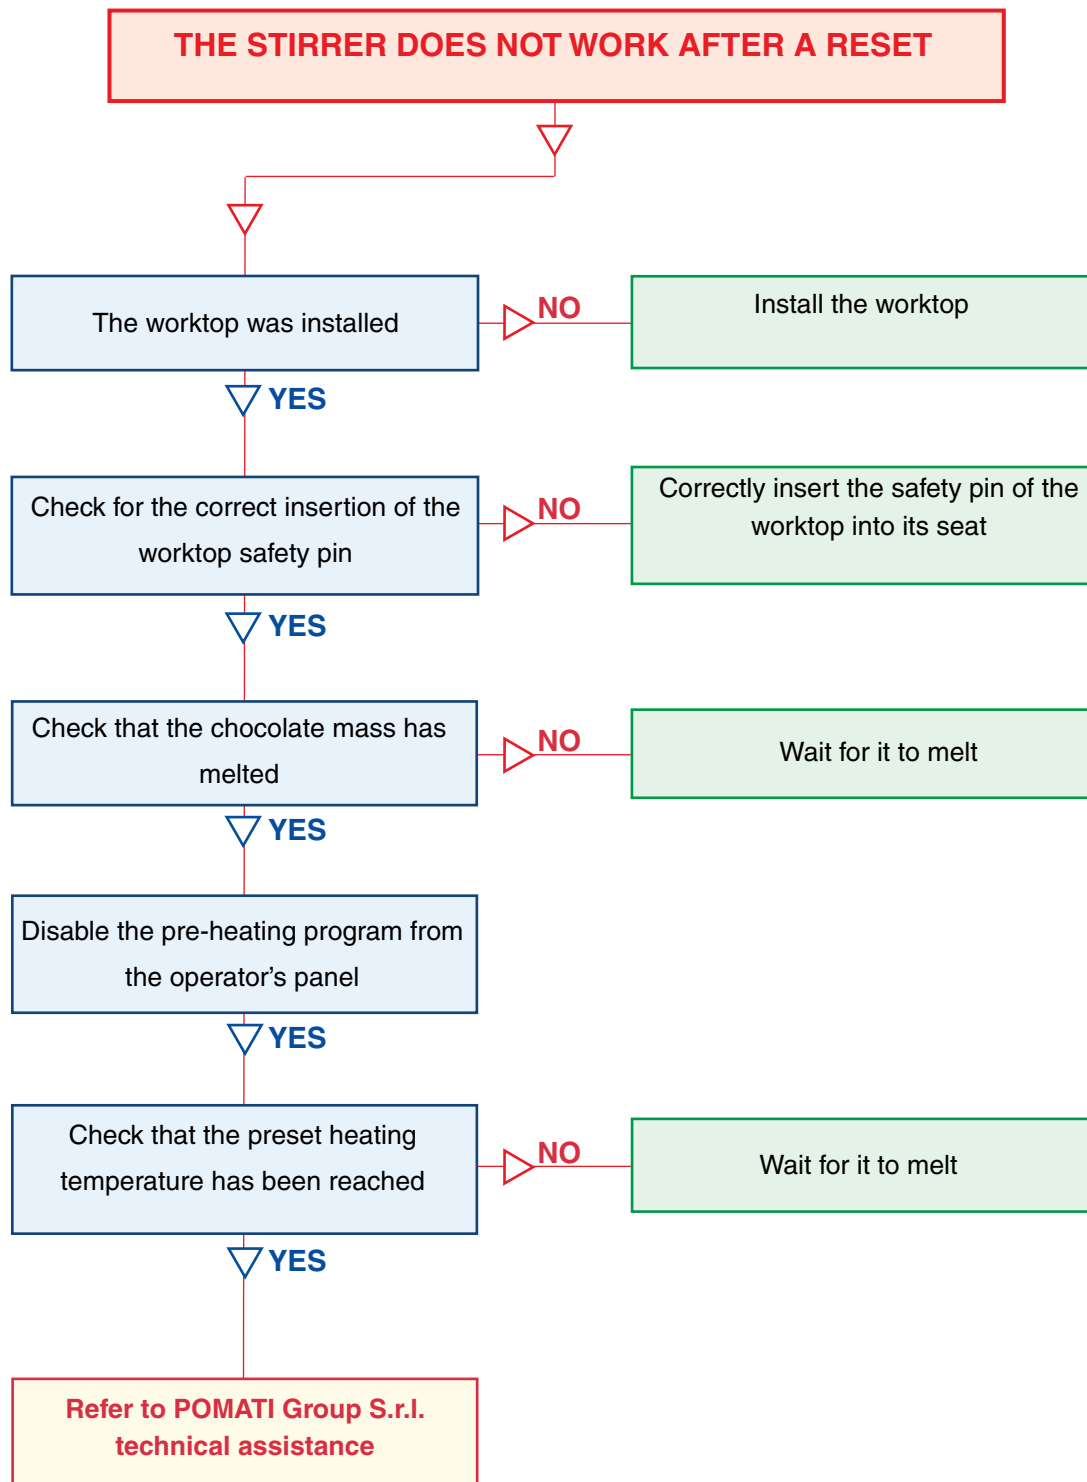 THE STIRRER DOES NOT WORK AFTER A RESET
The worktop was installed
NO
Install the worktop
YES
Check for the correct insertion of the
worktop safety pin
NO
Correctly insert the safety pin of the
worktop into its seat
YES
Check that the chocolate mass has
melted
NO
Wait for it to melt
YES
Disable the pre-heating program from
the operator’s panel
YES
Check that the preset heating
temperature has been reached
NO
Wait for it to melt
YES
Refer to POMATI Group S.r.l.
technical assistance